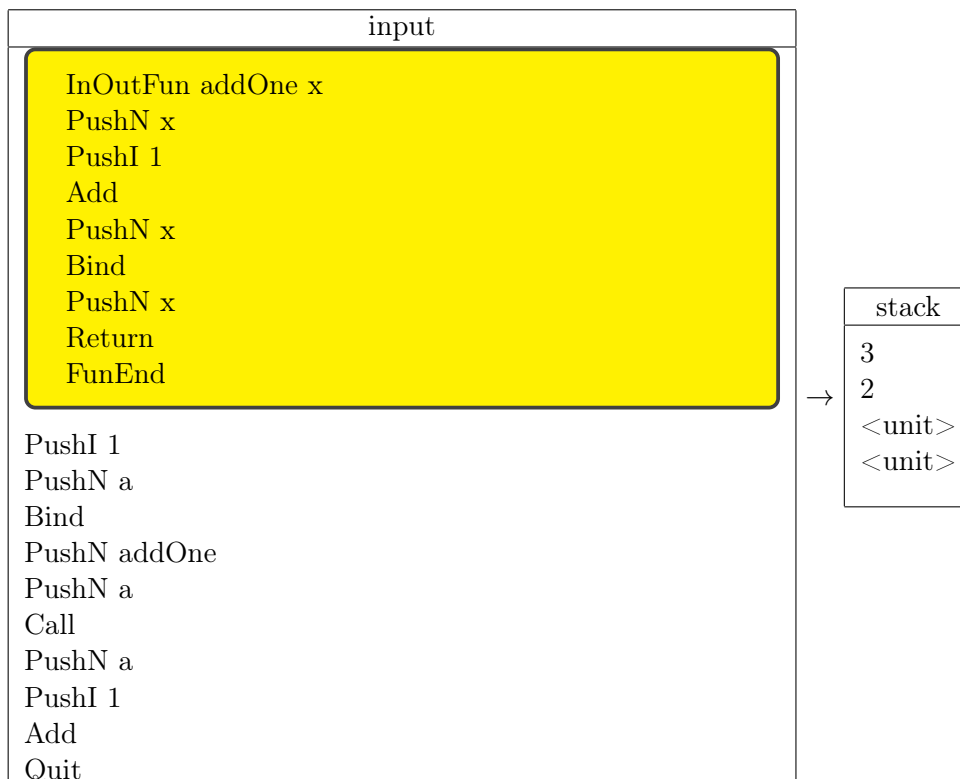 input
InOutFun addOne x
PushN x
PushI 1
Add
PushN x
Bind
PushN x
Return
FunEnd
PushI 1
PushN a
Bind
PushN addOne
PushN a
Call
PushN a
PushI 1
Add
Quit
→
stack
3
2
<unit>
<unit>